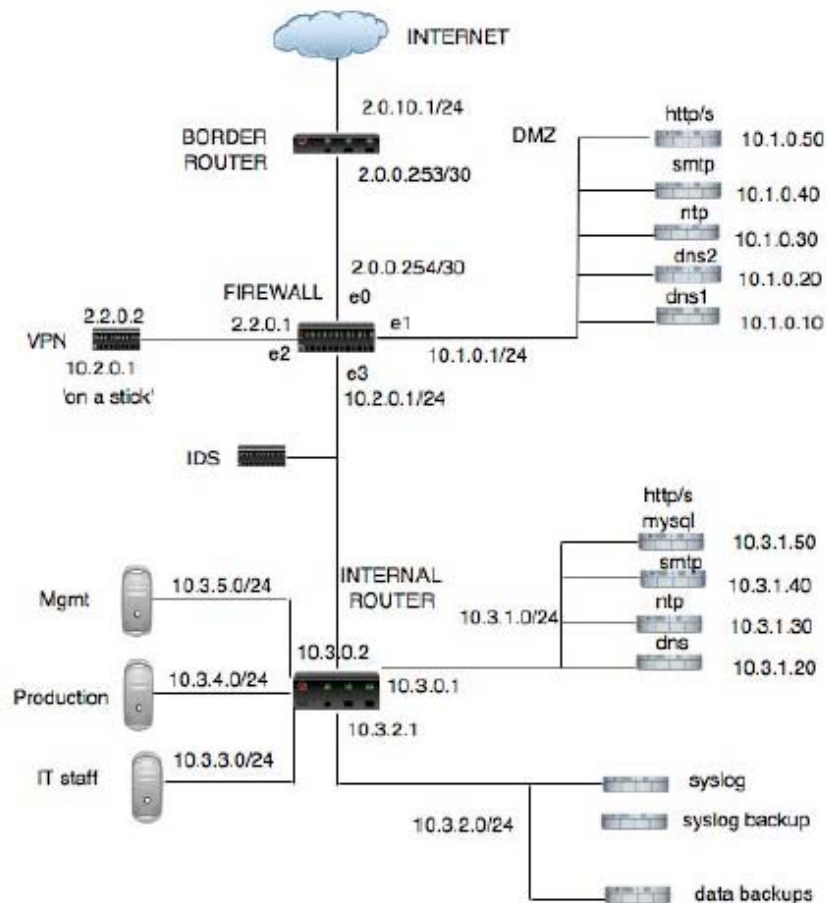 INTERNET
2.0.10.1/24
BORDER
ROUTER
2.0.0.253/30
DMZ
http/s
10.1.0.50
smtp
10.1.0.40
ntp
10.1.0.30
dns2
10.1.0.20
dns1
10.1.0.10
2.0.0.254/30
FIREWALL
e0
2.2.0.2
2.2.0.1
e1
VPN
e2
10.1.0.1/24
10.2.0.1
e3
'on a stick'
10.2.0.1/24
IDS
http/s
mysql
10.3.1.50
smtp
10.3.1.40
ntp
10.3.1.30
dns
10.3.1.20
INTERNAL
ROUTER
10.3.1.0/24
Mgmt
10.3.5.0/24
10.3.0.2
Production
10.3.4.0/24
10.3.0.1
10.3.2.1
IT staff
10.3.3.0/24
syslog
10.3.2.0/24
syslog backup
data backups